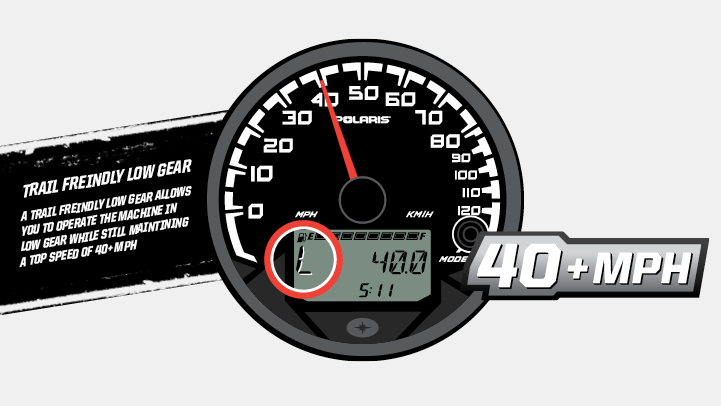 TRAIL FREINDLY LOW GEAR
A TRAIL FREINDLY LOW GEAR ALLOWS
YOU TO OPERATE THE MACHINE IN
LOW GEAR WHILE STILL MAINTINING
A TOP SPEED OF 40+ MPH
0
10
20
30
40
50
60
70
80
90
100
110
120
POLARIS
MPH
KM/H
E
F
L
40.0
5:11
MODE
40+MPH